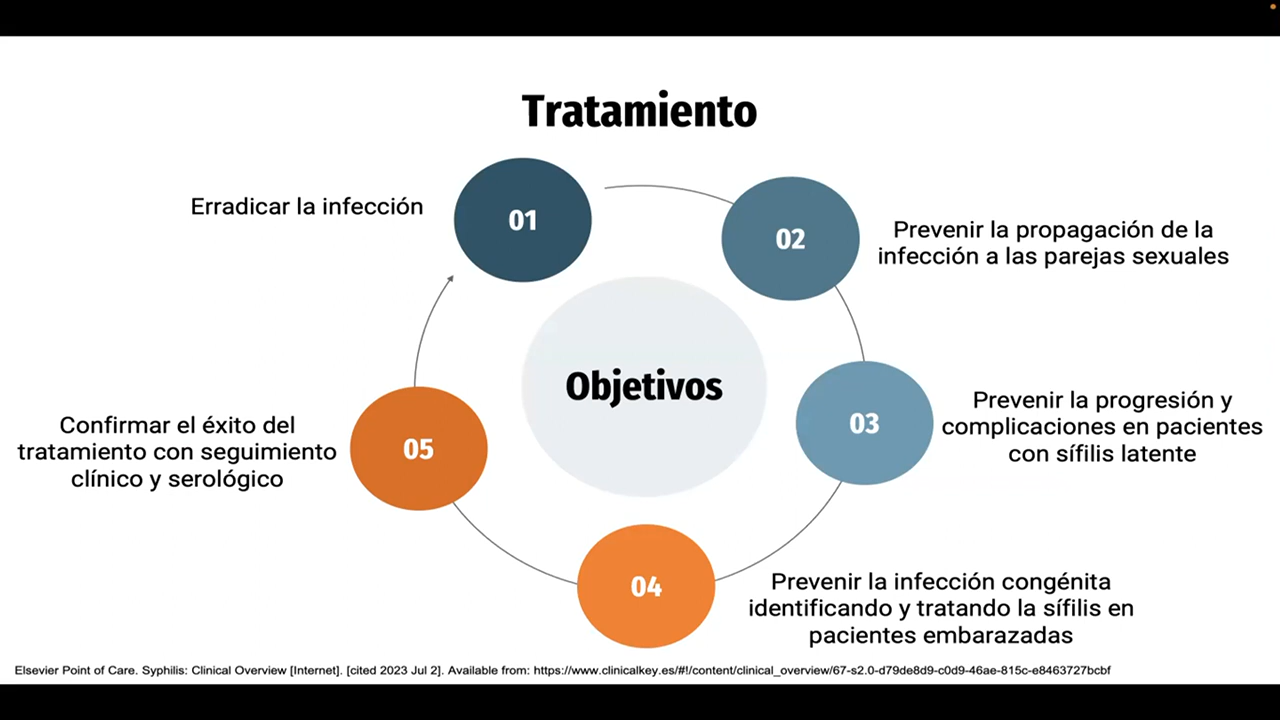 Tratamiento
01
Erradicar la infección
02
Prevenir la propagación de la
infección a las parejas sexuales
Objetivos
03
Prevenir la progresión y
complicaciones en pacientes
con sífilis latente
04
Prevenir la infección congénita
identificando y tratando la sífilis en
pacientes embarazadas
05
Confirmar el éxito del
tratamiento con seguimiento
clínico y serológico
Elsevier Point of Care. Syphilis: Clinical Overview [Internet]. [cited 2023 Jul 2]. Available from: https://www.clinicalkey.es/#!/content/clinical_overview/67-s2.0-d79de8d9-c0d9-46ae-815c-e8463727bcbf